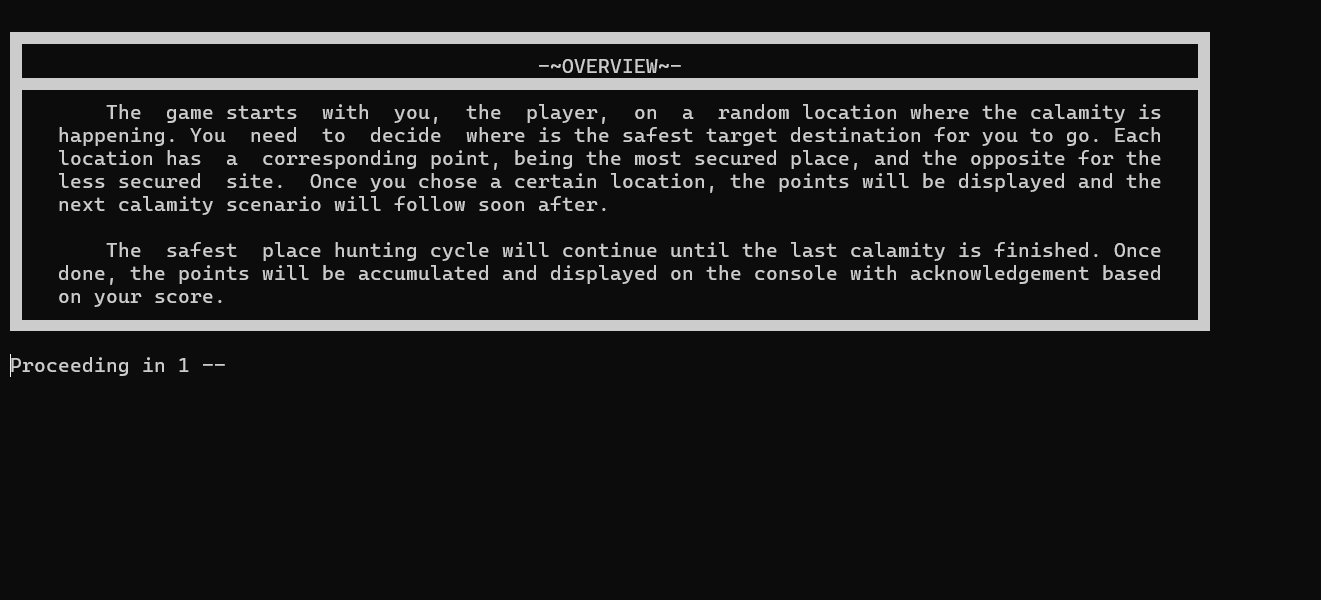 -~OVERVIEW~-
The game starts with you, the player, on a random location where the calamity is
happening. You need to decide where is the safest target destination for you to go. Each
location has a corresponding point, being the most secured place, and the opposite for the
less secured site. Once you chose a certain location, the points will be displayed and the
next calamity scenario will follow soon after.
The safest place hunting cycle will continue until the last calamity is finished. Once
done, the points will be accumulated and displayed on the console with acknowledgement based
on your score.
Proceeding in 1 --